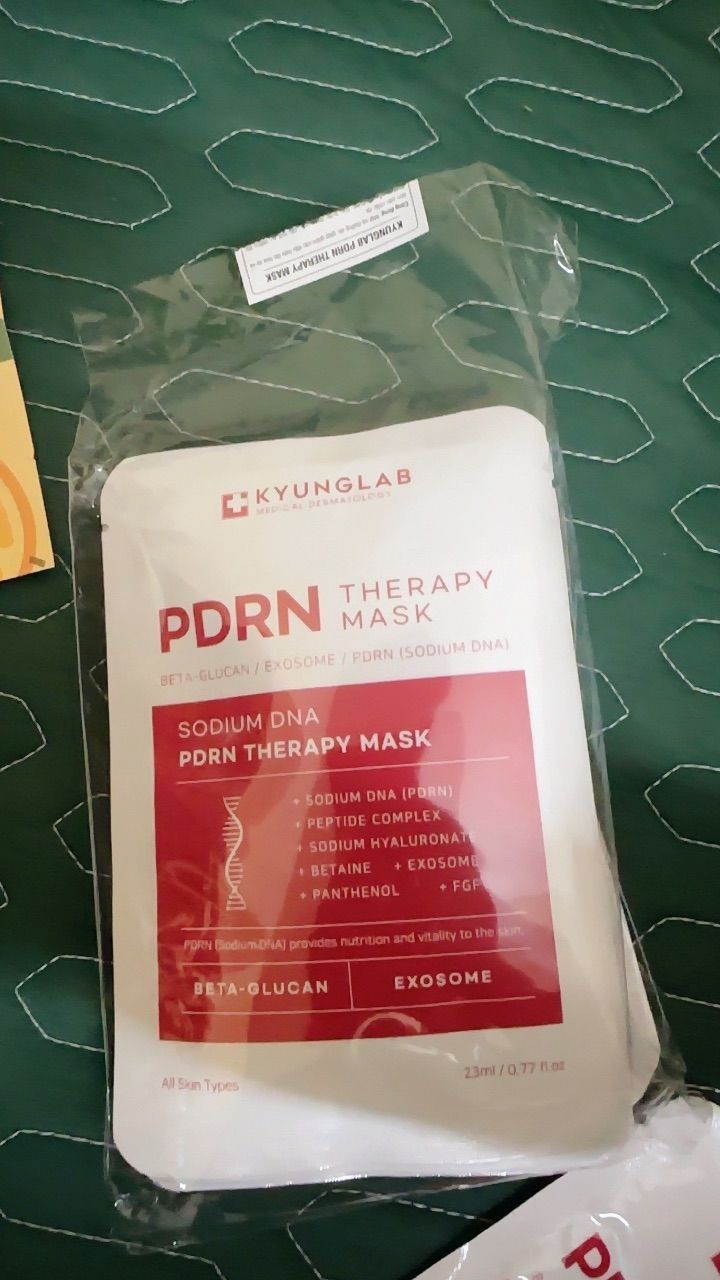 KYUNGLAB PDRN THERAPY MASK
KYUNGLAB
MEDICAL DERMATOLOGY
PDRN THERAPY
MASK
BETA-GLUCAN / EXOSOME / PDRN (SODIUM DNA)
SODIUM DNA
PDRN THERAPY MASK
+ SODIUM DNA (PDRN)
+ PEPTIDE COMPLEX
+ SODIUM HYALURONATE
+ BETAINE + EXOSOME
+ PANTHENOL + FGF
PDRN (Sodium DNA) provides nutrition and vitality to the skin.
BETA-GLUCAN EXOSOME
All Skin Types 23ml / 0.77 fl.oz